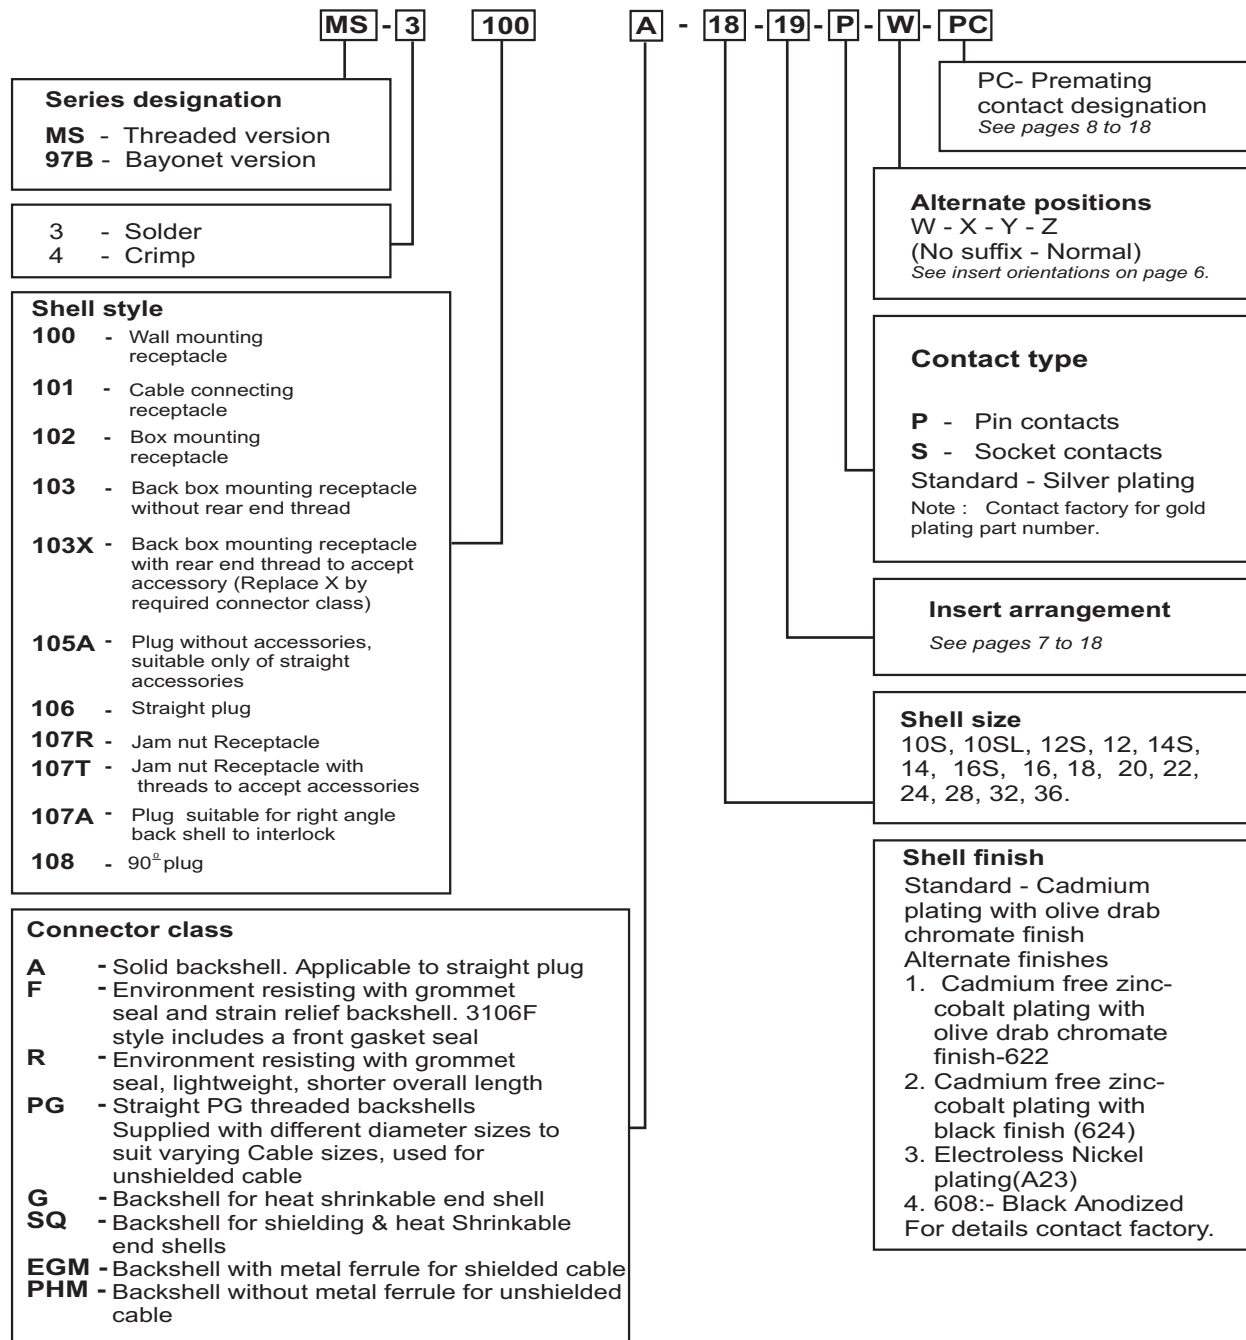 MS - 3 100 A - 18 - 19 - P - W - PC
Series designation
MS - Threaded version
97B - Bayonet version
3 - Solder
4 - Crimp
Shell style
100 - Wall mounting
receptacle
101 - Cable connecting
receptacle
102 - Box mounting
receptacle
103 - Back box mounting receptacle
without rear end thread
103X - Back box mounting receptacle
with rear end thread to accept
accessory (Replace X by
required connector class)
105A - Plug without accessories,
suitable only of straight
accessories
106 - Straight plug
107R - Jam nut Receptacle
107T - Jam nut Receptacle with
threads to accept accessories
107A - Plug suitable for right angle
back shell to interlock
108 - 90º plug
Connector class
A - Solid backshell. Applicable to straight plug
F - Environment resisting with grommet
seal and strain relief backshell. 3106F
style includes a front gasket seal
R - Environment resisting with grommet
seal, lightweight, shorter overall length
PG - Straight PG threaded backshells
Supplied with different diameter sizes to
suit varying Cable sizes, used for
unshielded cable
G - Backshell for heat shrinkable end shell
SQ - Backshell for shielding & heat Shrinkable
end shells
EGM - Backshell with metal ferrule for shielded cable
PHM - Backshell without metal ferrule for unshielded
cable
PC- Premating
contact designation
See pages 8 to 18
Alternate positions
W - X - Y - Z
(No suffix - Normal)
See insert orientations on page 6.
Contact type
P - Pin contacts
S - Socket contacts
Standard - Silver plating
Note : Contact factory for gold
plating part number.
Insert arrangement
See pages 7 to 18
Shell size
10S, 10SL, 12S, 12, 14S,
14, 16S, 16, 18, 20, 22,
24, 28, 32, 36.
Shell finish
Standard - Cadmium
plating with olive drab
chromate finish
Alternate finishes
1. Cadmium free zinc-
cobalt plating with
olive drab chromate
finish-622
2. Cadmium free zinc-
cobalt plating with
black finish (624)
3. Electroless Nickel
plating(A23)
4. 608:- Black Anodized
For details contact factory.